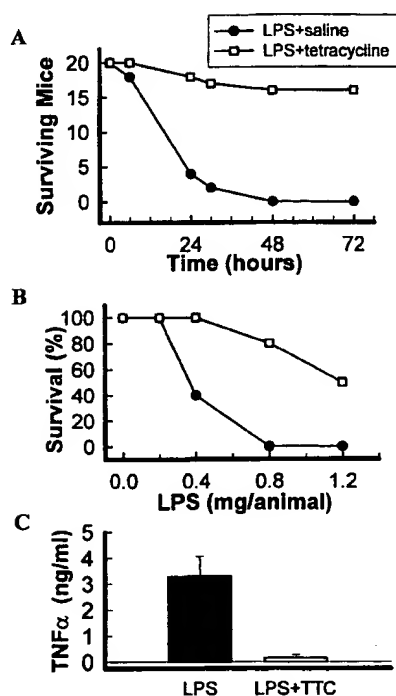 A
LPS+saline
LPS+tetracycline
Surviving Mice
20
15
10
5
0
0 24 48 72
Time (hours)
B
Survival (%)
100
80
60
40
20
0
0.0 0.4 0.8 1.2
LPS (mg/animal)
C
TNFα (ng/ml)
5
4
3
2
1
0
LPS LPS+TTC